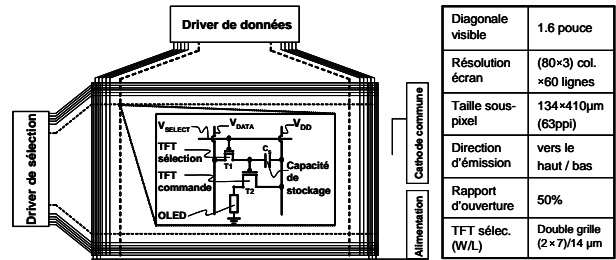 Driver de données
Driver de sélection
V_SELECT
V_DATA
V_DD
TFT
sélection
T1
C_s
Capacité
de
stockage
TFT
commande
T2
OLED
Cathode commune
Alimentation
Diagonale
visible
1.6 pouce
Résolution
écran
(80×3) col.
×60 lignes
Taille sous-
pixel
134×410µm
(63ppi)
Direction
d'émission
vers le
haut / bas
Rapport
d'ouverture
50%
TFT sélec.
(W/L)
Double grille
(2×7)/14 µm